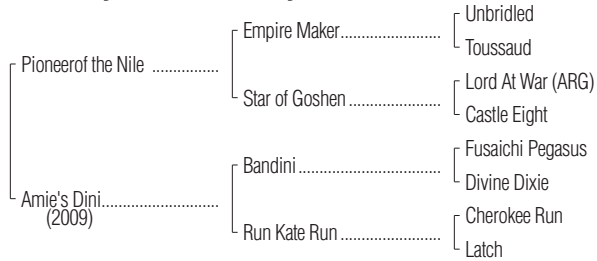 Unbridled
Empire Maker......................
Toussaud
Pioneerof the Nile ................
Lord At War (ARG)
Star of Goshen ......................
Castle Eight
Fusaichi Pegasus
Bandini ..................................
Divine Dixie
Amie's Dini............................
(2009)
Cherokee Run
Run Kate Run ........................
Latch